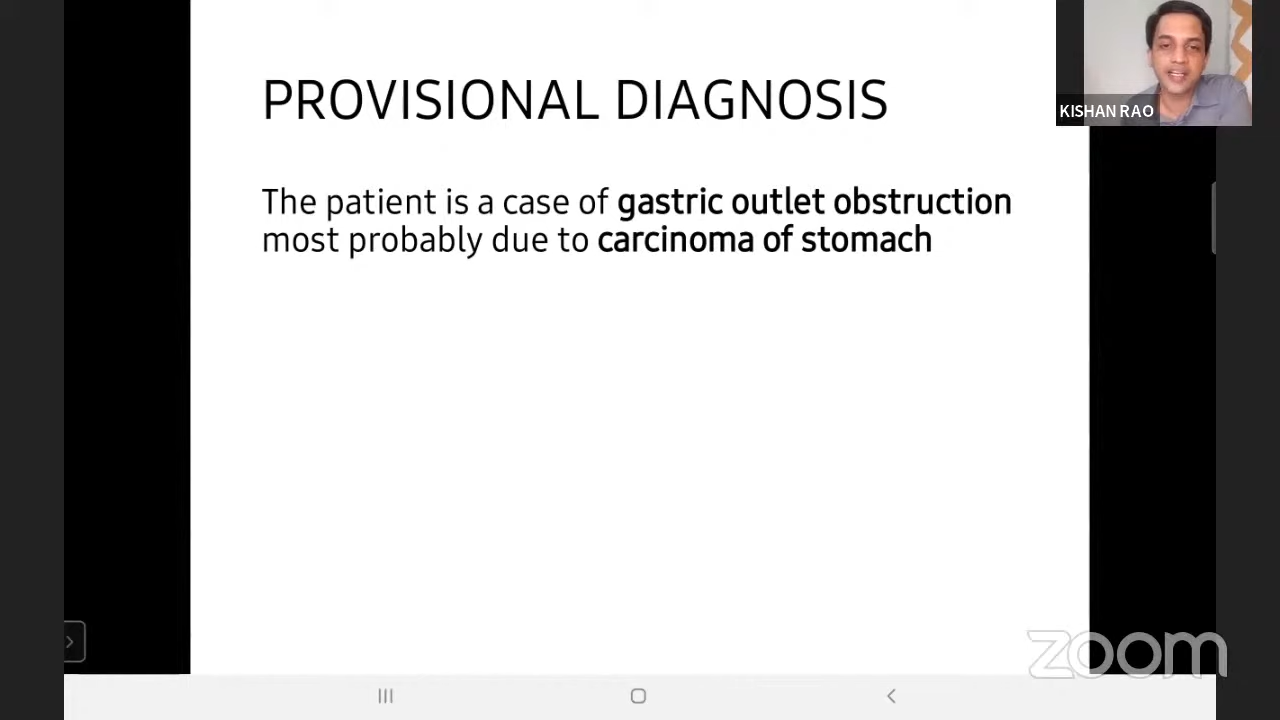 PROVISIONAL DIAGNOSIS
KISHAN RAO
The patient is a case of gastric outlet obstruction
most probably due to carcinoma of stomach
zoom